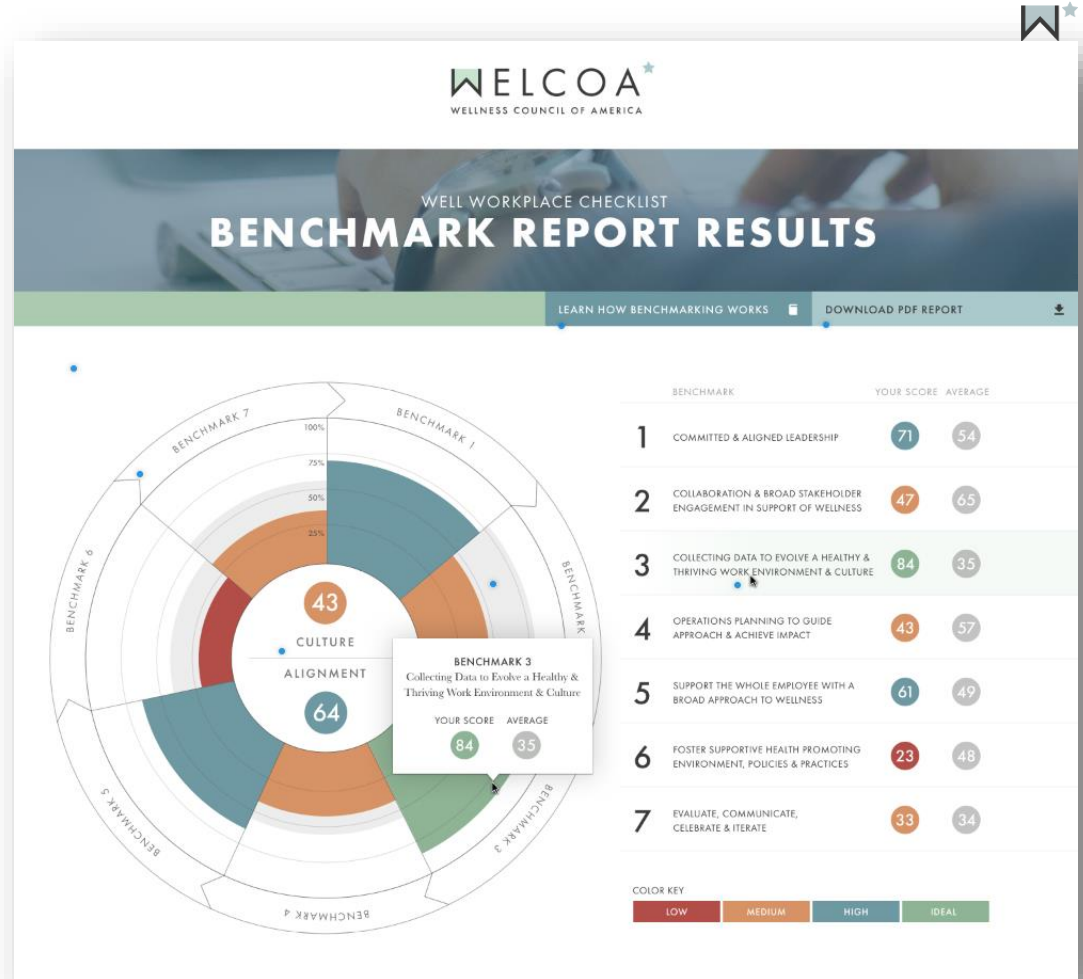 WELCOA
WELLNESS COUNCIL OF AMERICA
WELL WORKPLACE CHECKLIST
BENCHMARK REPORT RESULTS
LEARN HOW BENCHMARKING WORKS
DOWNLOAD PDF REPORT
BENCHMARK 7
BENCHMARK 1
BENCHMARK
BENCHMARK 3
BENCHMARK 4
BENCHMARK 5
BENCHMARK 6
100%
75%
50%
25%
43
CULTURE
ALIGNMENT
64
BENCHMARK 3
Collecting Data to Evolve a Healthy &
Thriving Work Environment & Culture
YOUR SCORE AVERAGE
84 35
BENCHMARK YOUR SCORE AVERAGE
1 COMMITTED & ALIGNED LEADERSHIP 71 54
2 COLLABORATION & BROAD STAKEHOLDER
ENGAGEMENT IN SUPPORT OF WELLNESS 47 65
3 COLLECTING DATA TO EVOLVE A HEALTHY &
THRIVING WORK ENVIRONMENT & CULTURE 84 35
4 OPERATIONS PLANNING TO GUIDE
APPROACH & ACHIEVE IMPACT 43 57
5 SUPPORT THE WHOLE EMPLOYEE WITH A
BROAD APPROACH TO WELLNESS 61 49
6 FOSTER SUPPORTIVE HEALTH PROMOTING
ENVIRONMENT, POLICIES & PRACTICES 23 48
7 EVALUATE, COMMUNICATE,
CELEBRATE & ITERATE 33 34
COLOR KEY
LOW MEDIUM HIGH IDEAL